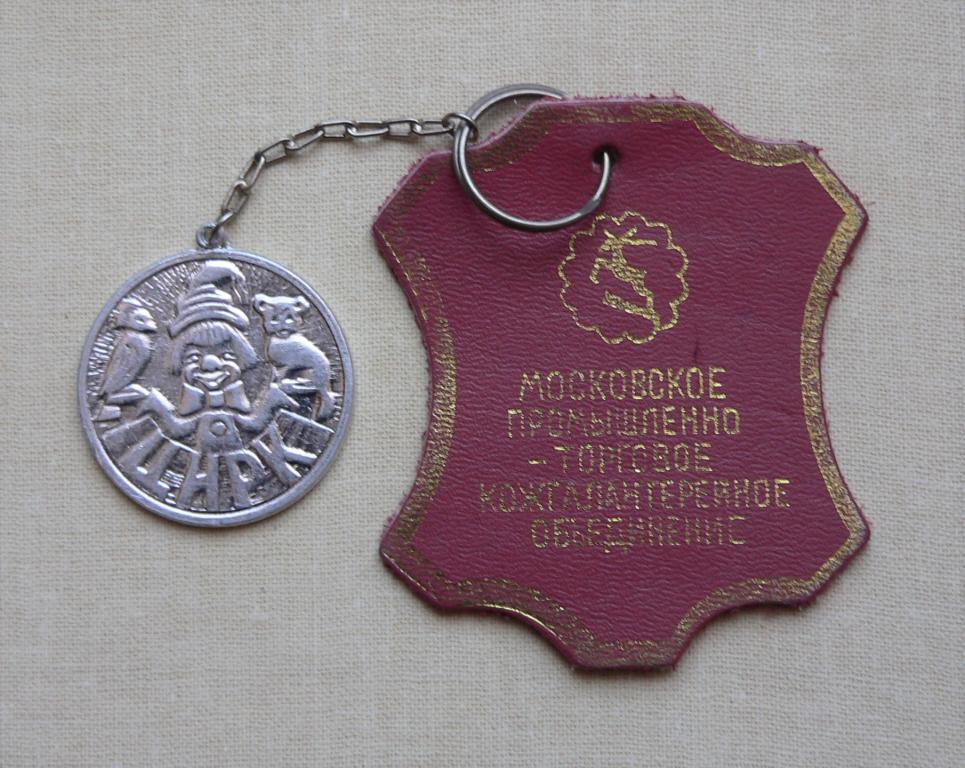 ЦИРК
МОСКОВСКОЕ
ПРОМЫШЛЕННО
-ТОРГОВОЕ
КОЖГАЛАНТЕРЕЙНОЕ
ОБЪЕДИНЕНИЕ